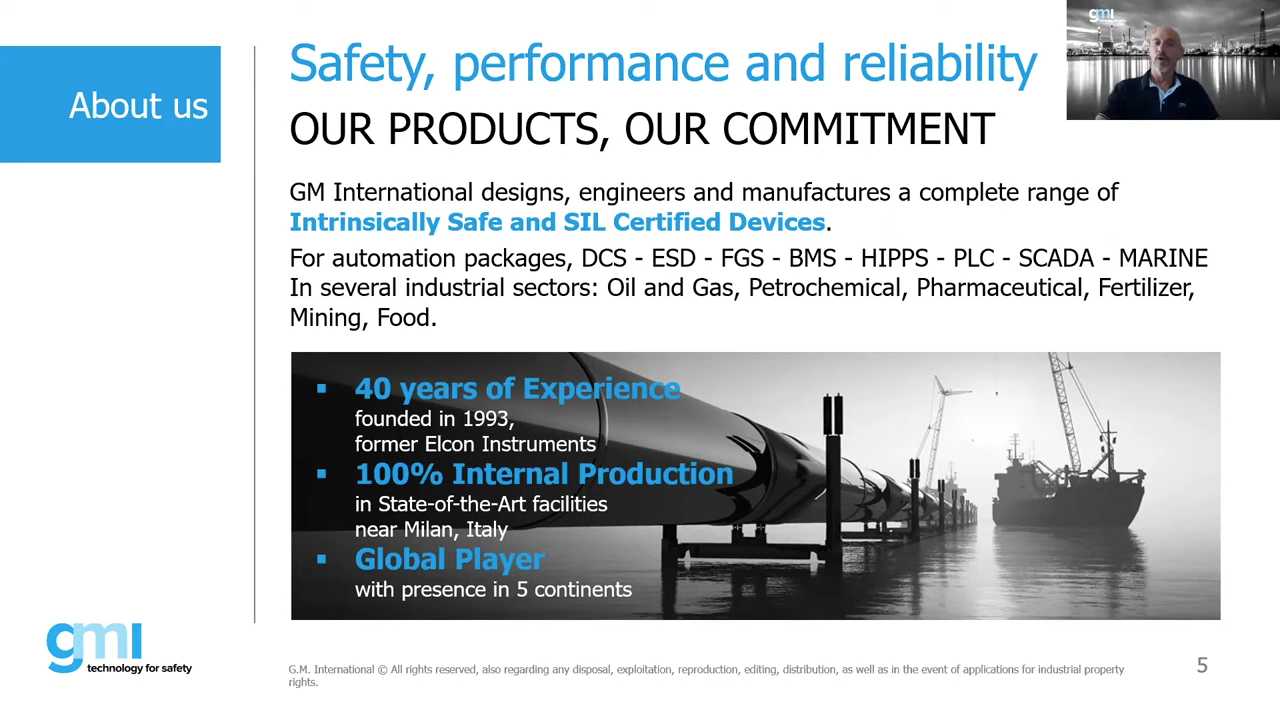 About us
Safety, performance and reliability
OUR PRODUCTS, OUR COMMITMENT
gmi
GM International designs, engineers and manufactures a complete range of
Intrinsically Safe and SIL Certified Devices.
For automation packages, DCS - ESD - FGS - BMS - HIPPS - PLC - SCADA - MARINE
In several industrial sectors: Oil and Gas, Petrochemical, Pharmaceutical, Fertilizer,
Mining, Food.
▪ 40 years of Experience
founded in 1993,
former Elcon Instruments
▪ 100% Internal Production
in State-of-the-Art facilities
near Milan, Italy
▪ Global Player
with presence in 5 continents
gmi
technology for safety
G.M. International © All rights reserved, also regarding any disposal, exploitation, reproduction, editing, distribution, as well as in the event of applications for industrial property
rights.
5